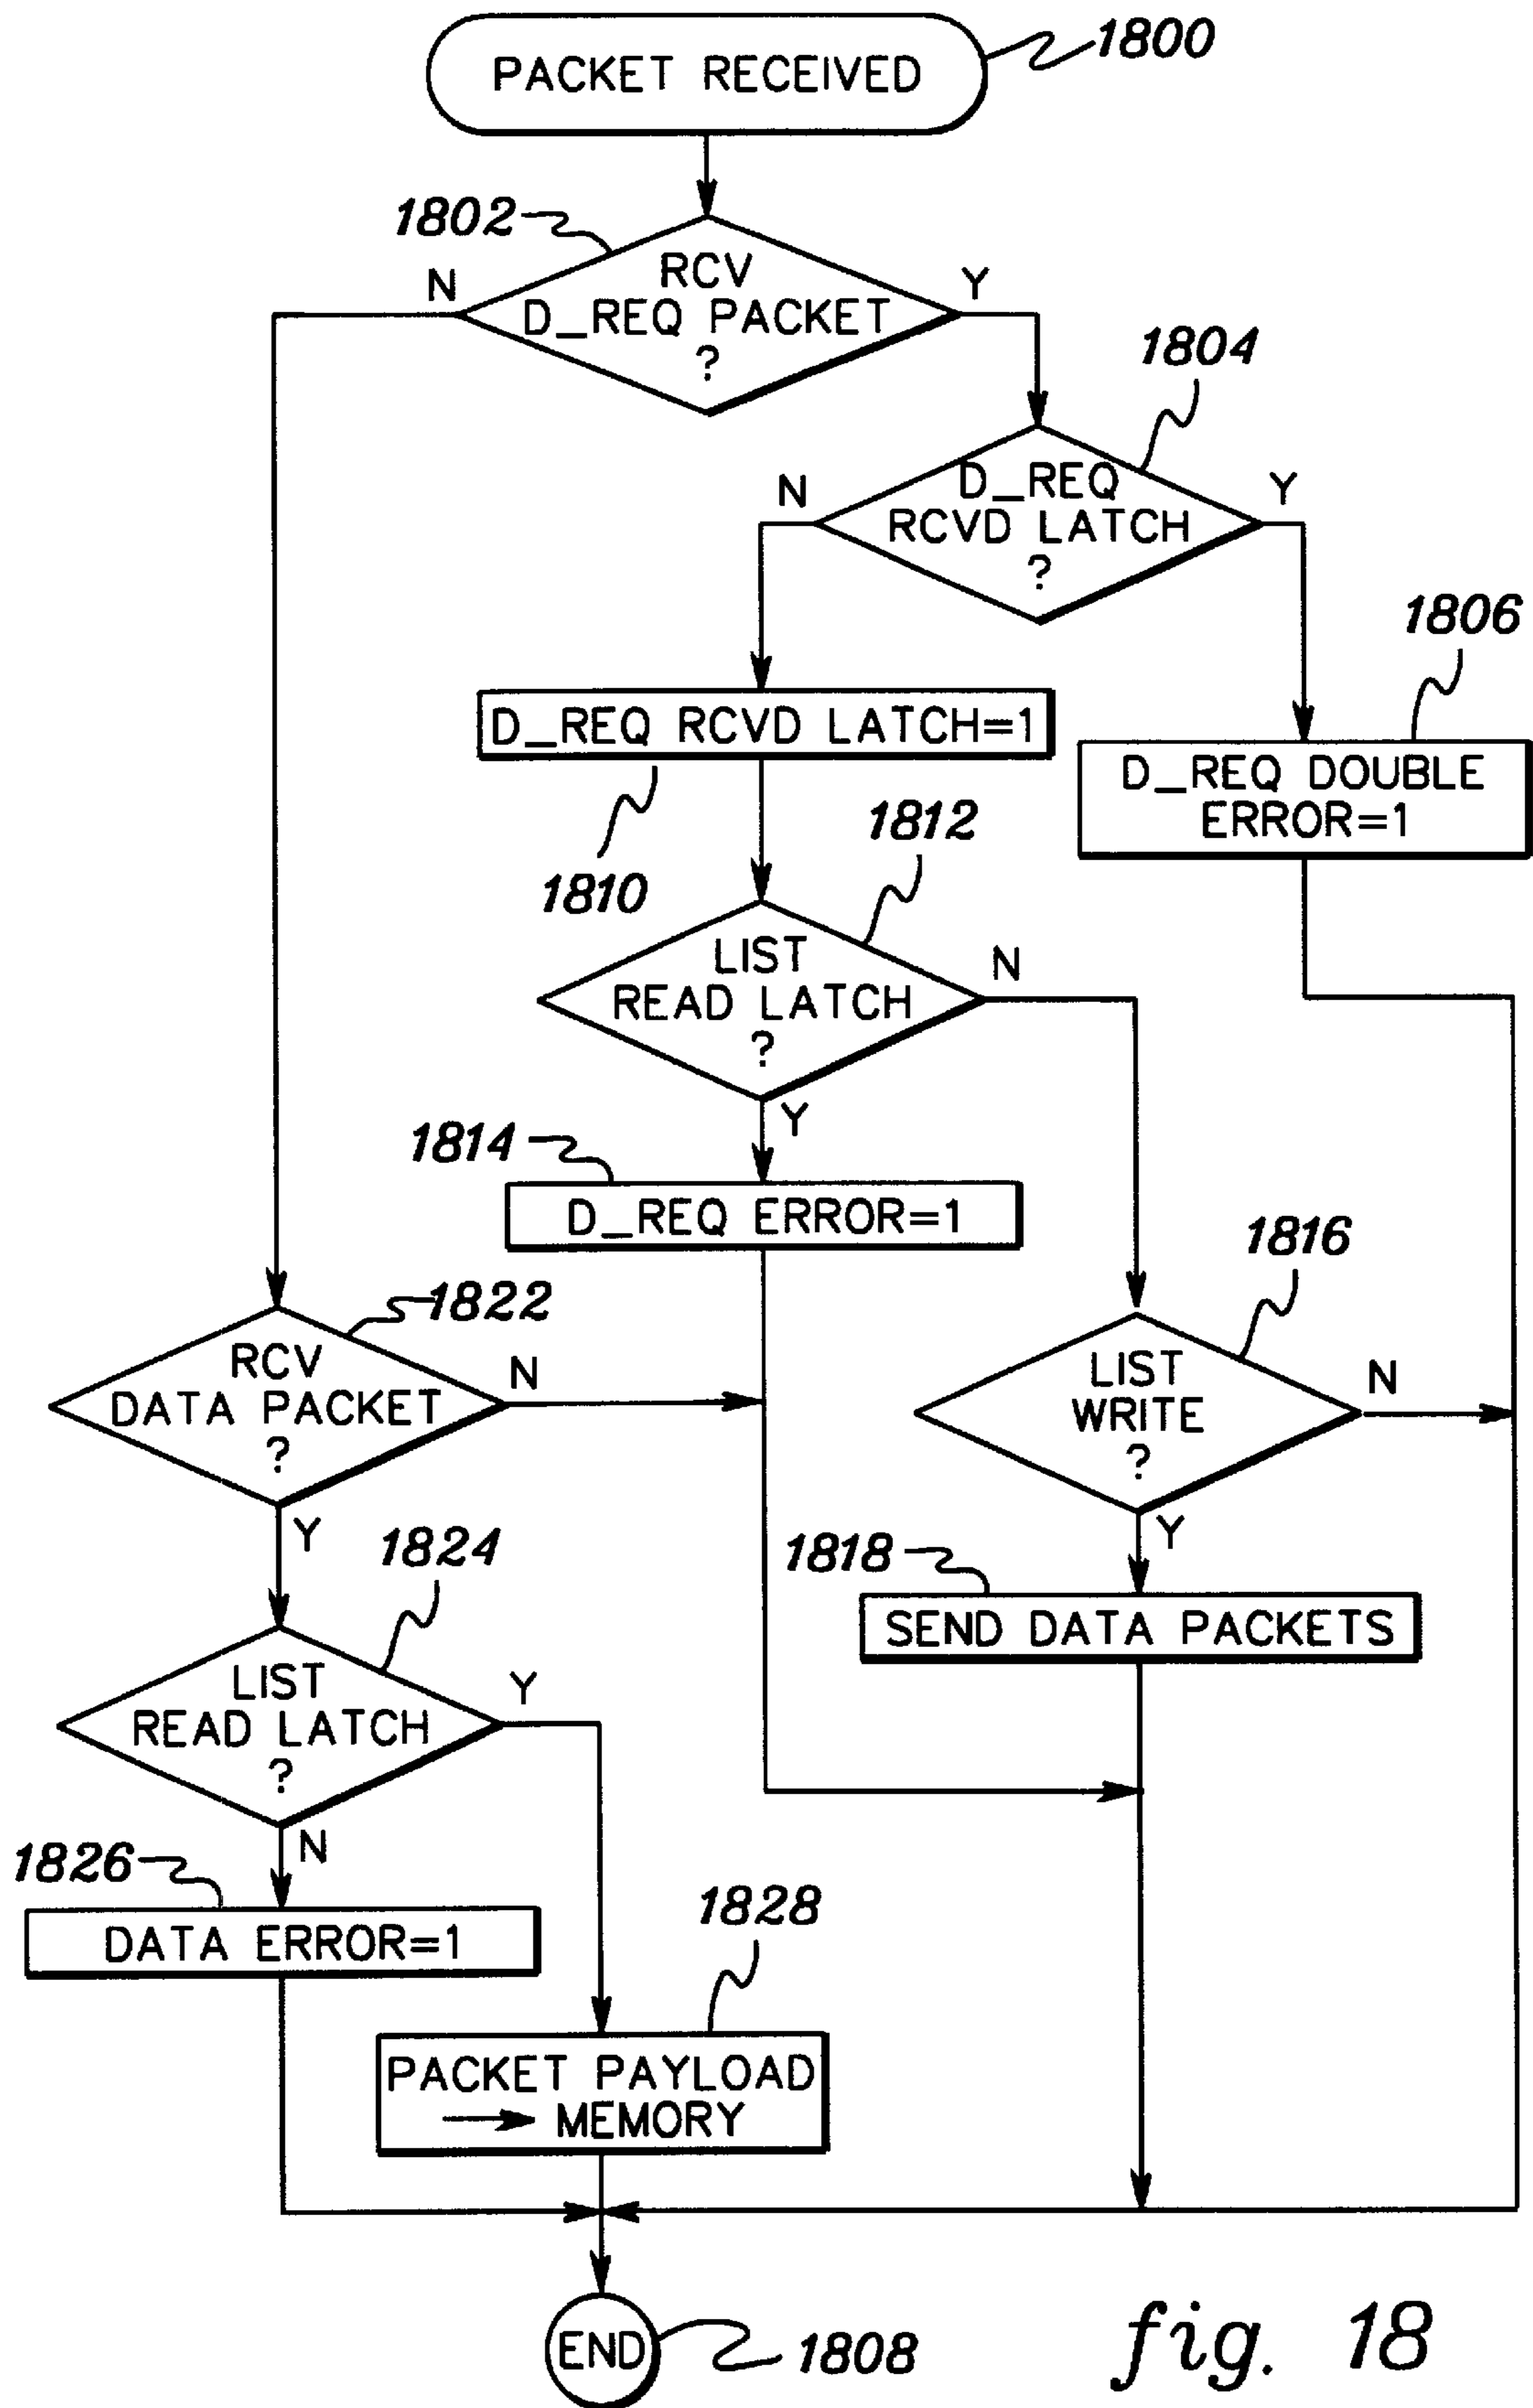 PACKET RECEIVED
1800
1802
N
RCV
D_REQ PACKET
?
Y
1804
N
D_REQ
RCVD LATCH
?
Y
1806
D_REQ RCVD LATCH=1
D_REQ DOUBLE
ERROR=1
1810
1812
LIST
READ LATCH
?
N
Y
1814
D_REQ ERROR=1
1816
1822
RCV
DATA PACKET
?
N
LIST
WRITE
?
N
Y
1824
Y
1818
SEND DATA PACKETS
LIST
READ LATCH
?
Y
N
1826
DATA ERROR=1
1828
PACKET PAYLOAD
→ MEMORY
END
1808
fig. 18